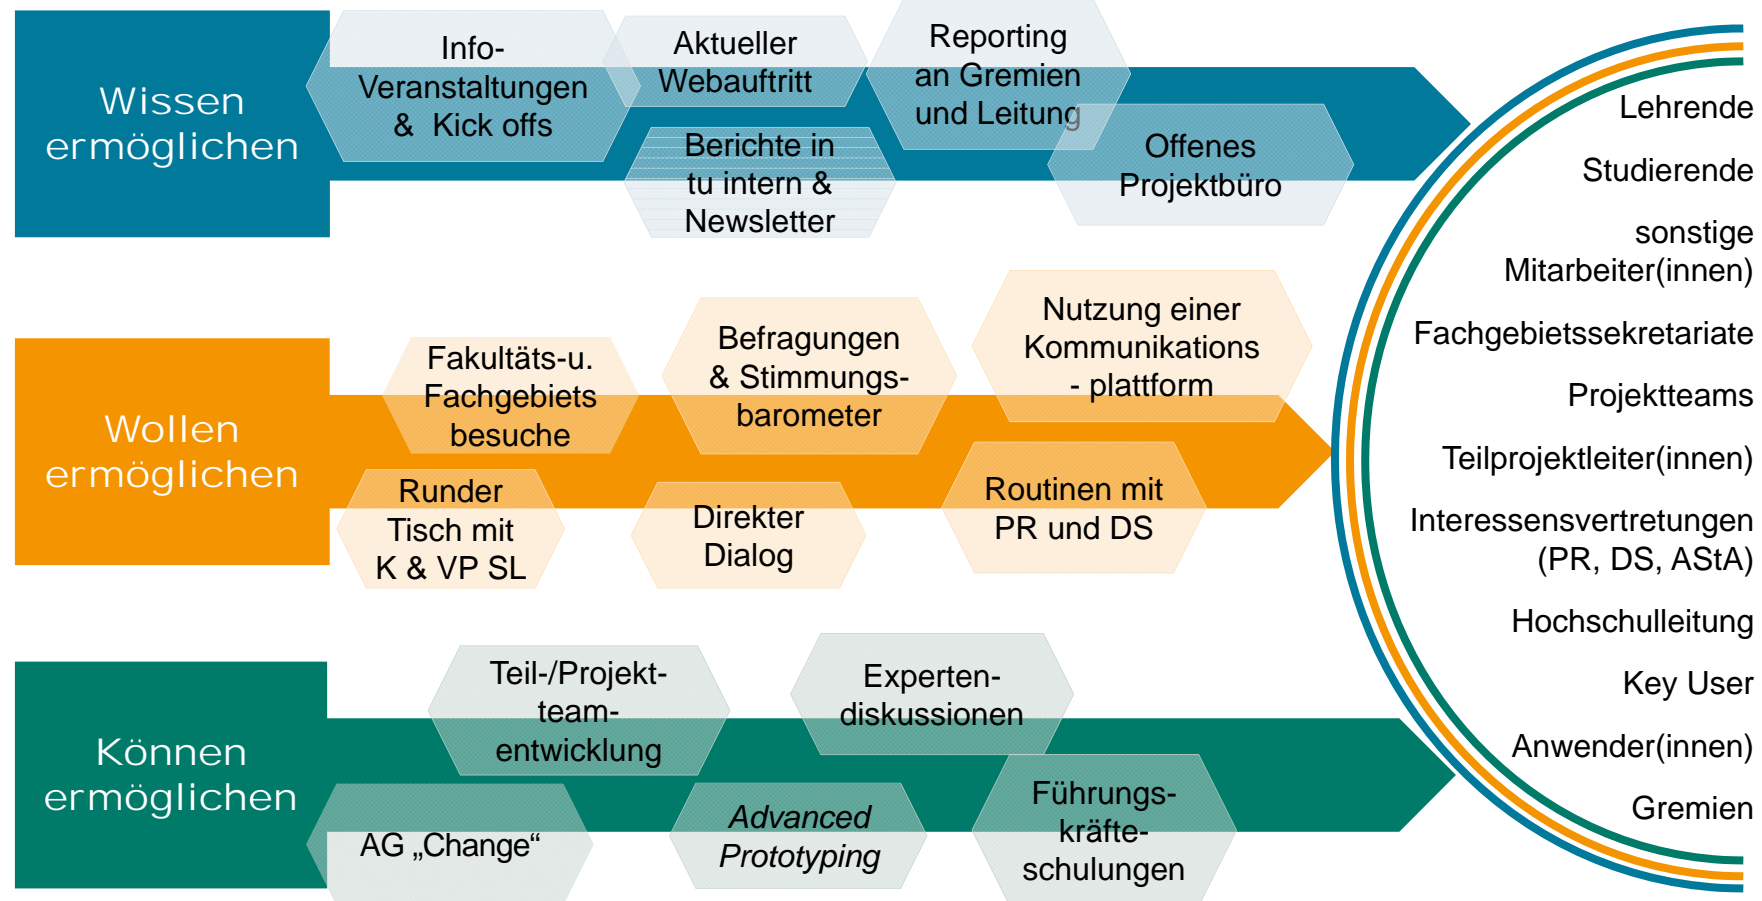 Wissen
ermöglichen
Info-
Veranstaltungen
& Kick offs
Aktueller
Webauftritt
Berichte in
tu intern &
Newsletter
Reporting
an Gremien
und Leitung
Offenes
Projektbüro
Wollen
ermöglichen
Fakultäts-u.
Fachgebiets
besuche
Runder
Tisch mit
K & VP SL
Befragungen
& Stimmungs-
barometer
Direkter
Dialog
Nutzung einer
Kommunikations
- plattform
Routinen mit
PR und DS
Können
ermöglichen
Teil-/Projekt-
team-
entwicklung
AG „Change“
Experten-
diskussionen
Advanced
Prototyping
Führungs-
kräfte-
schulungen
Lehrende
Studierende
sonstige
Mitarbeiter(innen)
Fachgebietssekretariate
Projektteams
Teilprojektleiter(innen)
Interessensvertretungen
(PR, DS, AStA)
Hochschulleitung
Key User
Anwender(innen)
Gremien